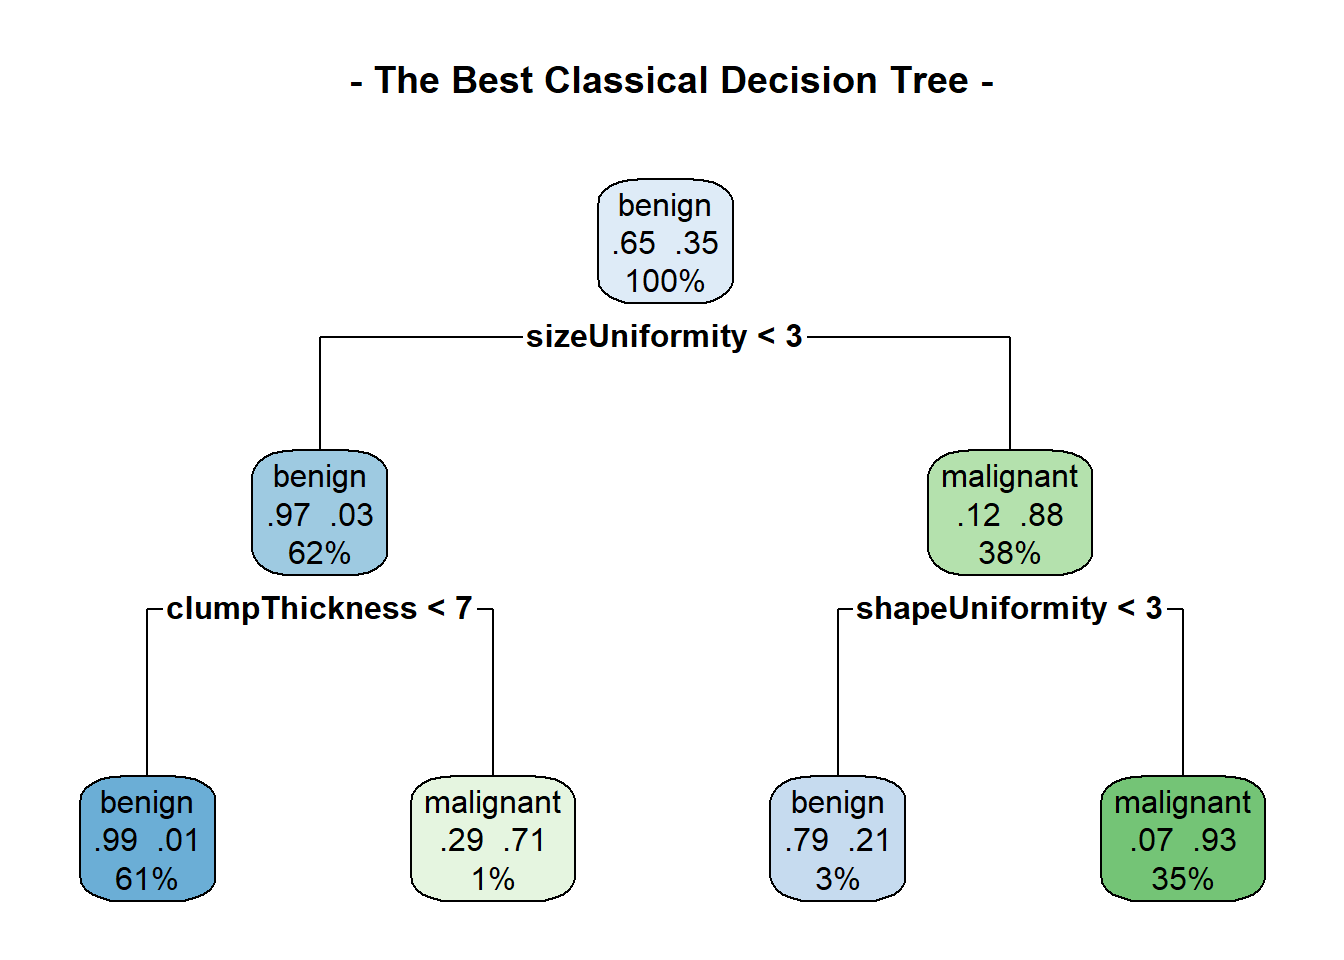 - The Best Classical Decision Tree -
benign
.65 .35
100%
sizeUniformity < 3
benign
.97 .03
62%
malignant
.12 .88
38%
clumpThickness < 7
shapeUniformity < 3
benign
.99 .01
61%
malignant
.29 .71
1%
benign
.79 .21
3%
malignant
.07 .93
35%